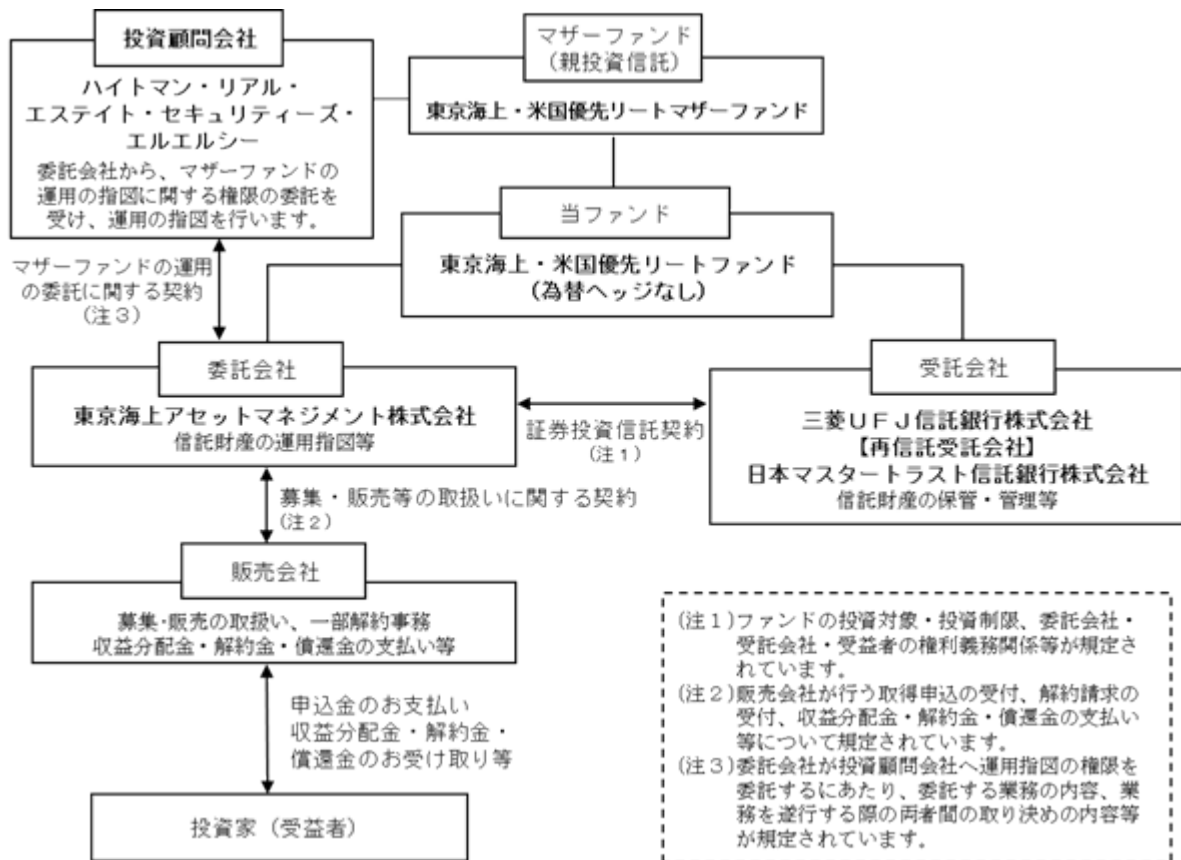 投資顧問会社
ハイトマン・リアル・
エステイト・セキュリティーズ・
エルエルシー
委託会社から、マザーファンドの
運用の指図に関する権限の委託を
受け、運用の指図を行います。
マザーファンド
(親投資信託)
東京海上・米国優先リートマザーファンド
当ファンド
東京海上・米国優先リートファンド
(為替ヘッジなし)
マザーファンドの運用
の委託に関する契約
(注3)
委託会社
東京海上アセットマネジメント株式会社
信託財産の運用指図等
証券投資信託契約
(注1)
受託会社
三菱UFJ信託銀行株式会社
【再信託受託会社】
日本マスタートラスト信託銀行株式会社
信託財産の保管・管理等
募集・販売等の取扱いに関する契約
(注2)
販売会社
募集・販売の取扱い、一部解約事務
収益分配金・解約金・償還金の支払い等
申込金のお支払い
収益分配金・解約金・
償還金のお受け取り等
投資家(受益者)
(注1)ファンドの投資対象・投資制限、委託会社・
受託会社・受益者の権利義務関係等が規定さ
れています。
(注2)販売会社が行う取得申込の受付、解約請求の
受付、収益分配金・解約金・償還金の支払い
等について規定されています。
(注3)委託会社が投資顧問会社へ運用指図の権限を
委託するにあたり、委託する業務の内容、業
務を遂行する際の両者間の取り決めの内容等
が規定されています。